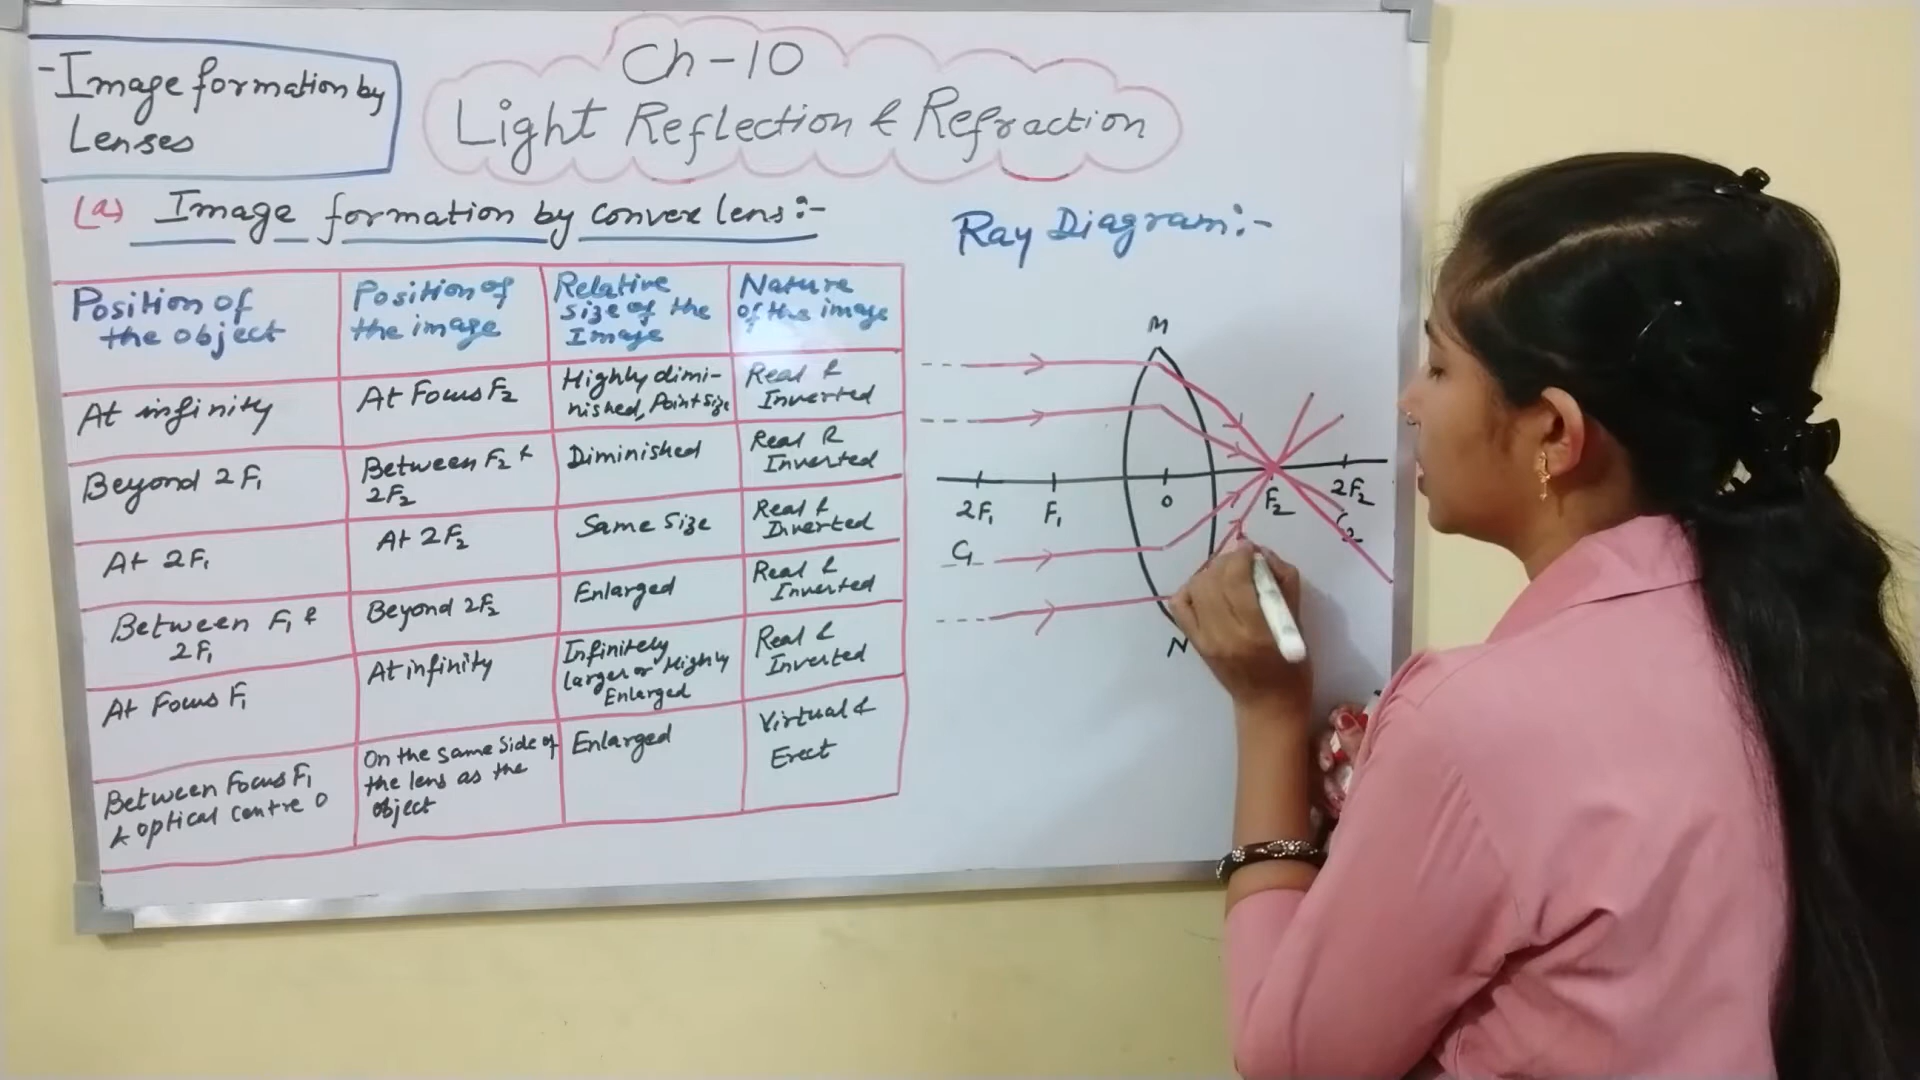 -Image formation by
Lenses
Ch-10
Light Reflection & Refraction
(a) Image formation by convex lens:-
Position of
the object
Position of
the image
Relative
size of the
Image
Nature
of the image
At infinity
At Focus F2
Highly dimi-
nished, Point size
Real &
Inverted
Beyond 2F1
Between F2 &
2F2
Diminished
Real &
Inverted
At 2F1
At 2F2
Same Size
Real &
Inverted
Between F1 &
2F1
Beyond 2F2
Enlarged
Real &
Inverted
At Focus F1
At infinity
Infinitely
larger or Highly
Enlarged
Real &
Inverted
Between Focus F1
& optical centre O
On the same side of
the lens as the
object
Enlarged
Virtual &
Erect
Ray Diagram:-
M
2F1 F1 O F2 2F2
C1 C2
N